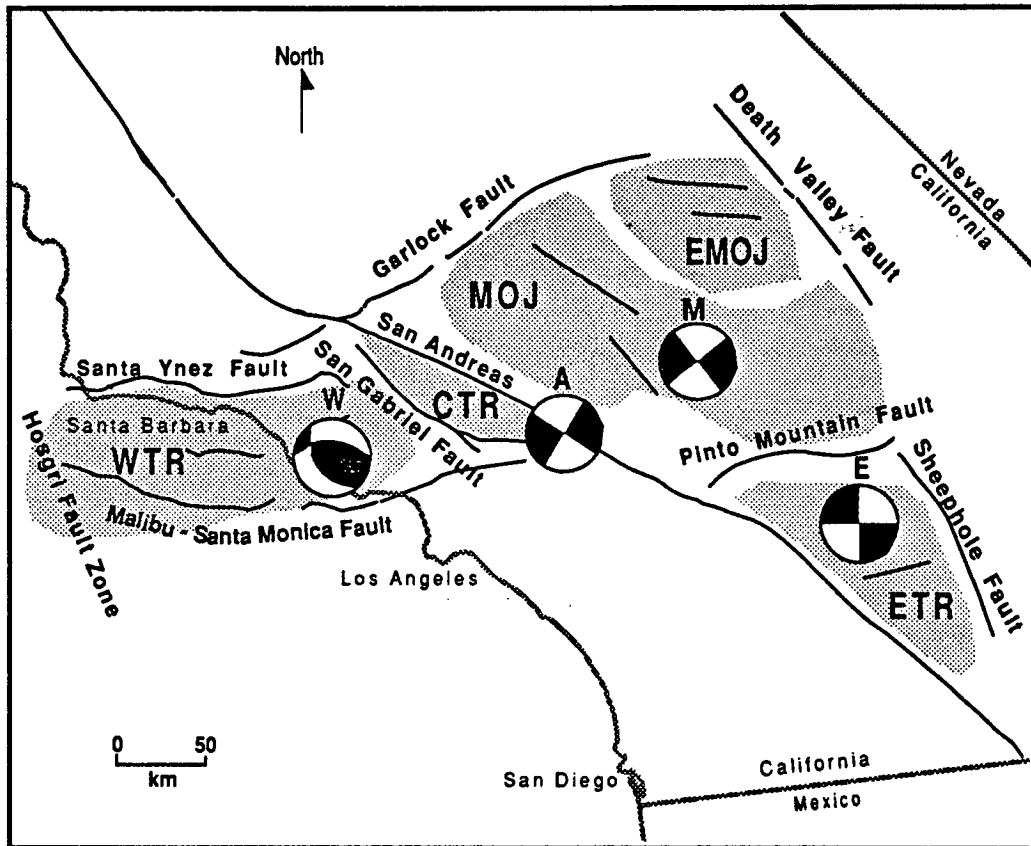 North
Death Valley Fault
Nevada
California
Garlock Fault
EMOJ
MOJ
M
San Andreas
A
Santa Ynez Fault
San Gabriel Fault
CTR
W
Santa Barbara
WTR
Hosgri Fault Zone
Malibu - Santa Monica Fault
Pinto Mountain Fault
E
Sheephole Fault
ETR
Los Angeles
0 50
km
San Diego
California
Mexico